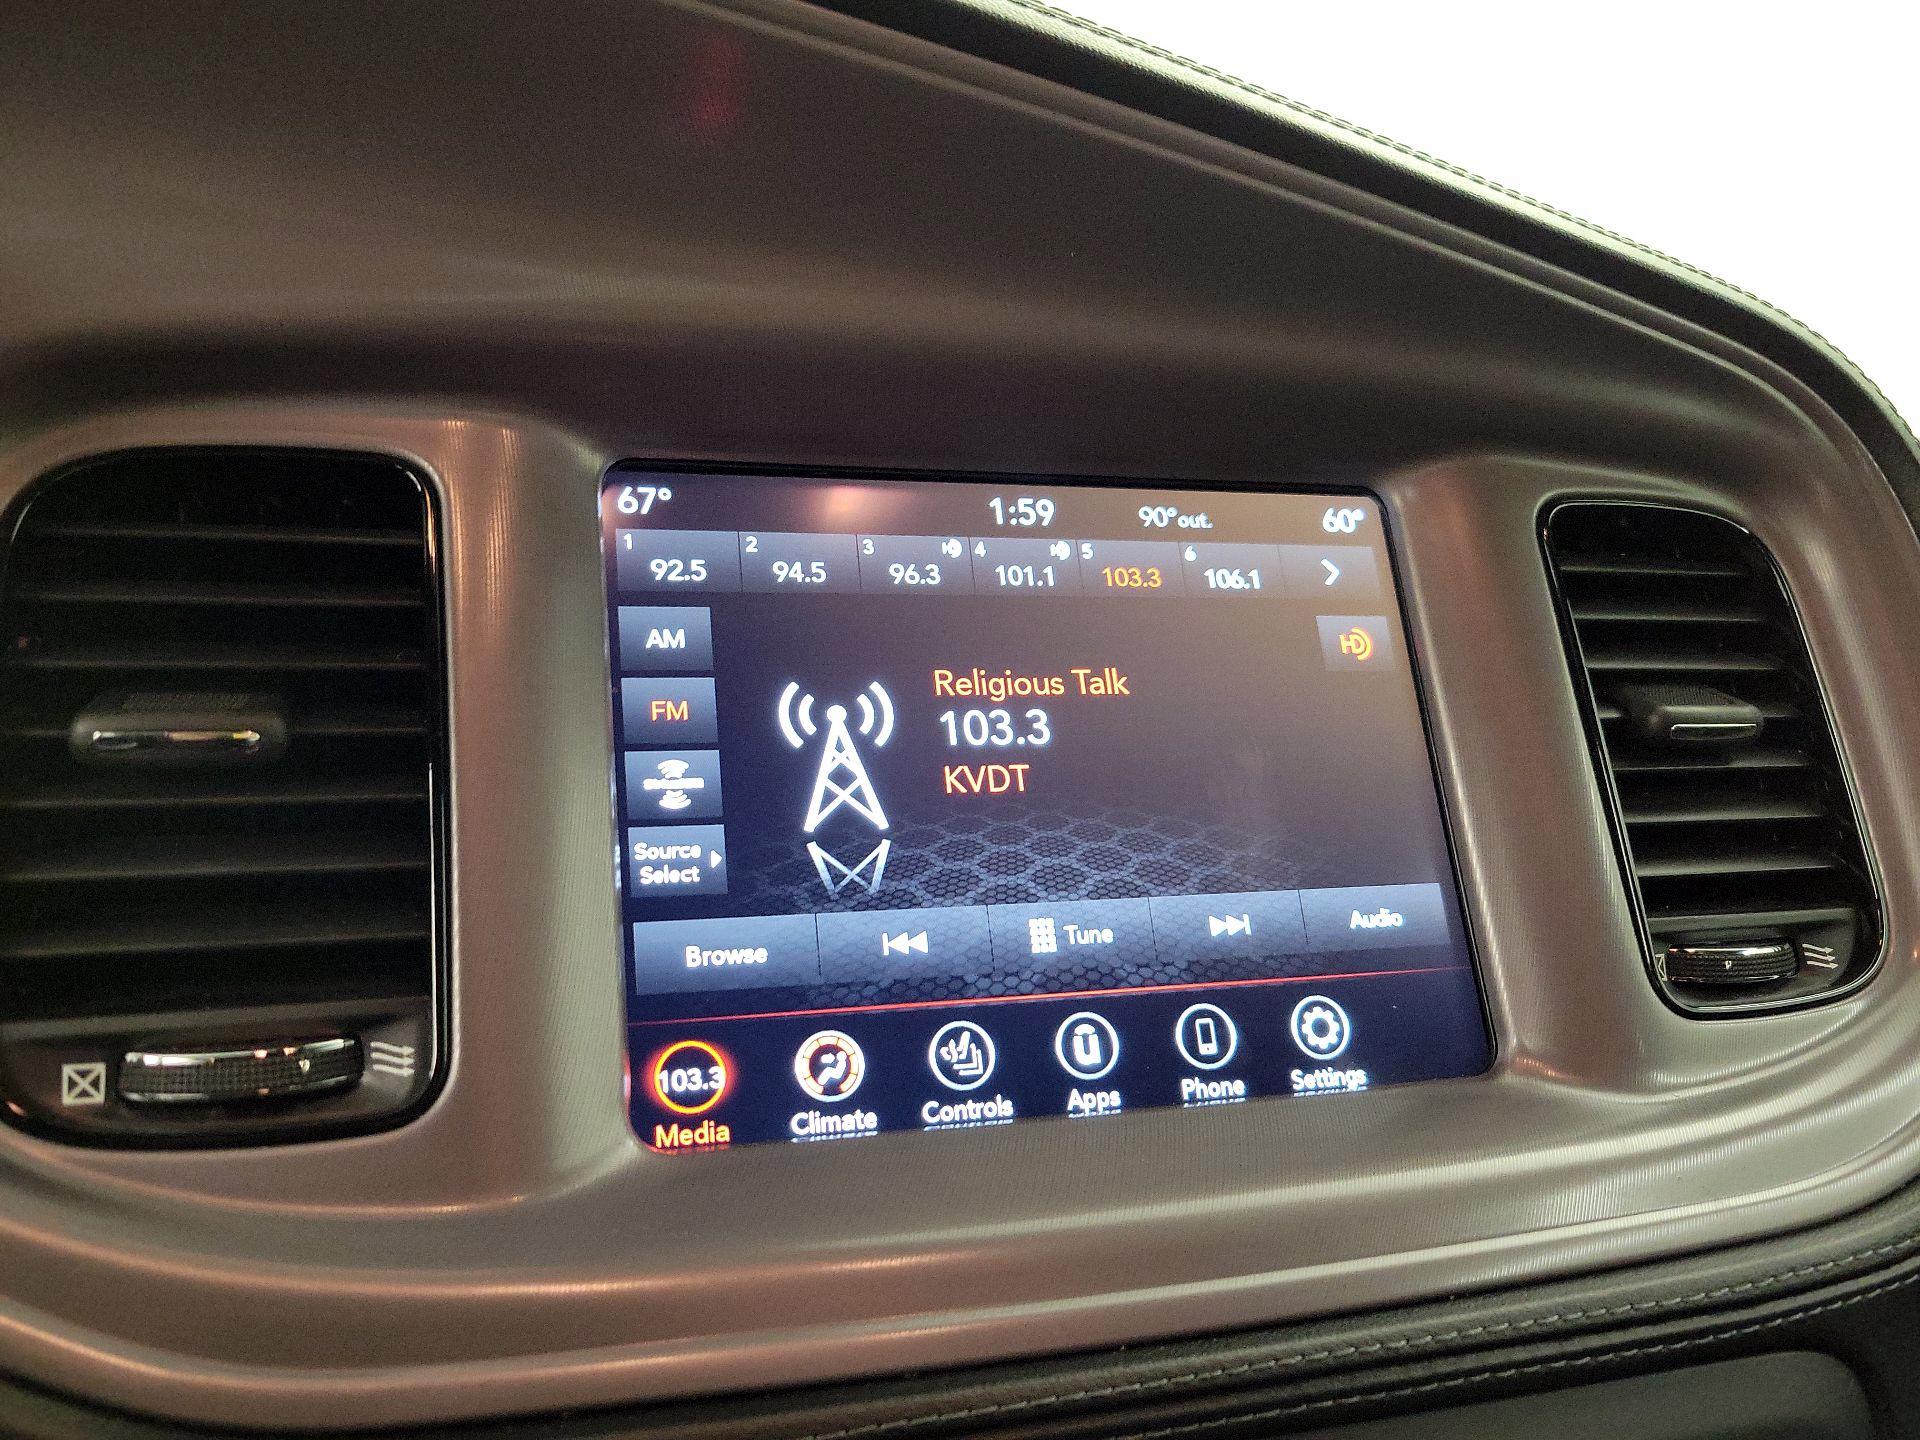 67° 1:59 90° out. 60°
1 92.5 2 94.5 3 96.3 4 101.1 5 103.3 6 106.1
AM
HD
FM
Religious Talk
103.3
KVDT
Source
Select
Browse Tune Audio
103.3
Media Climate Controls Apps Phone Settings